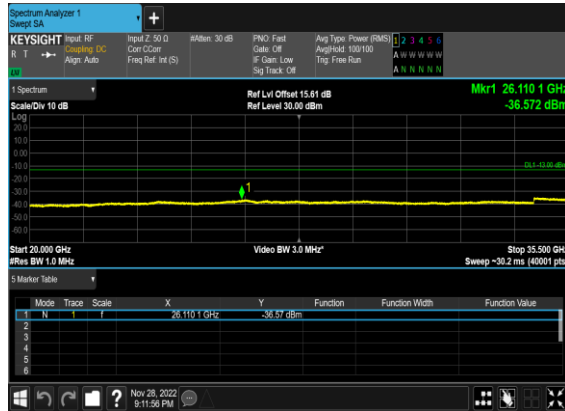 Spectrum Analyzer 1
Swept SA
+
KEYSIGHT Input: RF Input Z: 50 Ω #Atten: 30 dB PNO: Fast Avg Type: Power (RMS) 1 2 3 4 5 6
R T Coupling: DC Corr CCorr Gate: Off Avg|Hold: 100/100 A W W W W W
Align: Auto Freq Ref: Int (S) IF Gain: Low Trig: Free Run
Sig Track: Off A N N N N N
1 Spectrum Ref Lvl Offset 15.61 dB Mkr1 26.110 1 GHz
Scale/Div 10 dB Ref Level 30.00 dBm -36.572 dBm
Log
20.0
10.0
0.00
-10.0 DL1 -13.00 dBm
-20.0
-30.0 1
-40.0
-50.0
-60.0
Start 20.000 GHz Video BW 3.0 MHz* Stop 35.500 GHz
#Res BW 1.0 MHz Sweep ~30.2 ms (40001 pts)
5 Marker Table
Mode Trace Scale X Y Function Function Width Function Value
1 N 1 f 26.110 1 GHz -36.57 dBm
2
3
4
5
6
? Nov 28, 2022
9:11:56 PM